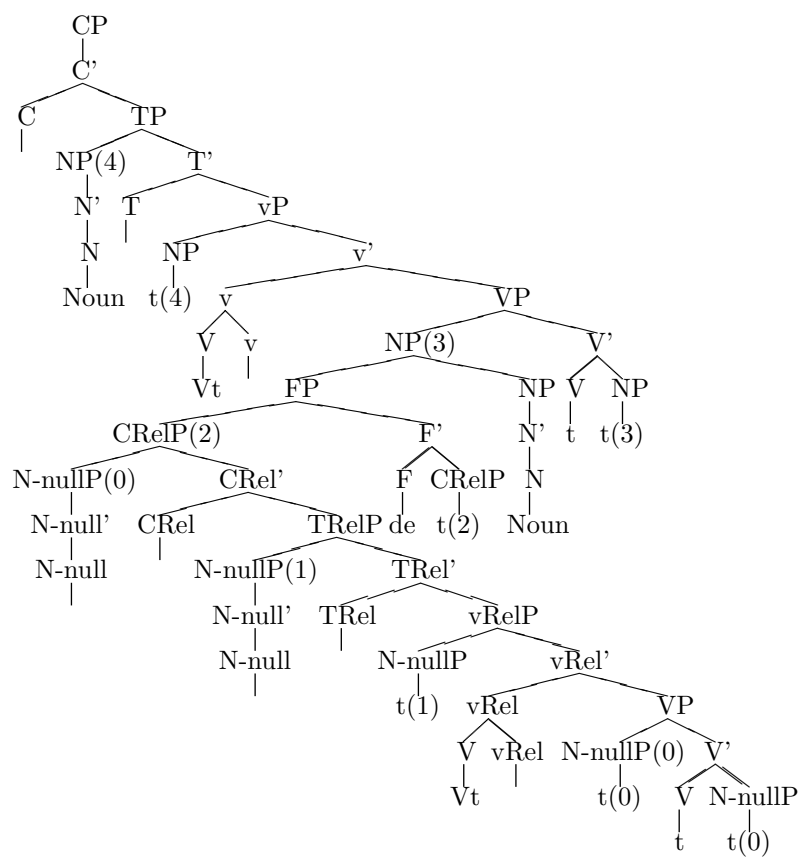 CP
C'
C TP
NP(4) T'
N' T vP
N NP v'
Noun t(4) v VP
V v NP(3) V'
Vt FP NP V NP
CRelP(2) F' N' t t(3)
N-nullP(0) CRel' F CRelP N
N-null' CRel TRelP de t(2) Noun
N-null N-nullP(1) TRel'
N-null' TRel vRelP
N-null N-nullP vRel'
t(1) vRel VP
V vRel N-nullP(0) V'
Vt t(0) V N-nullP
t t(0)